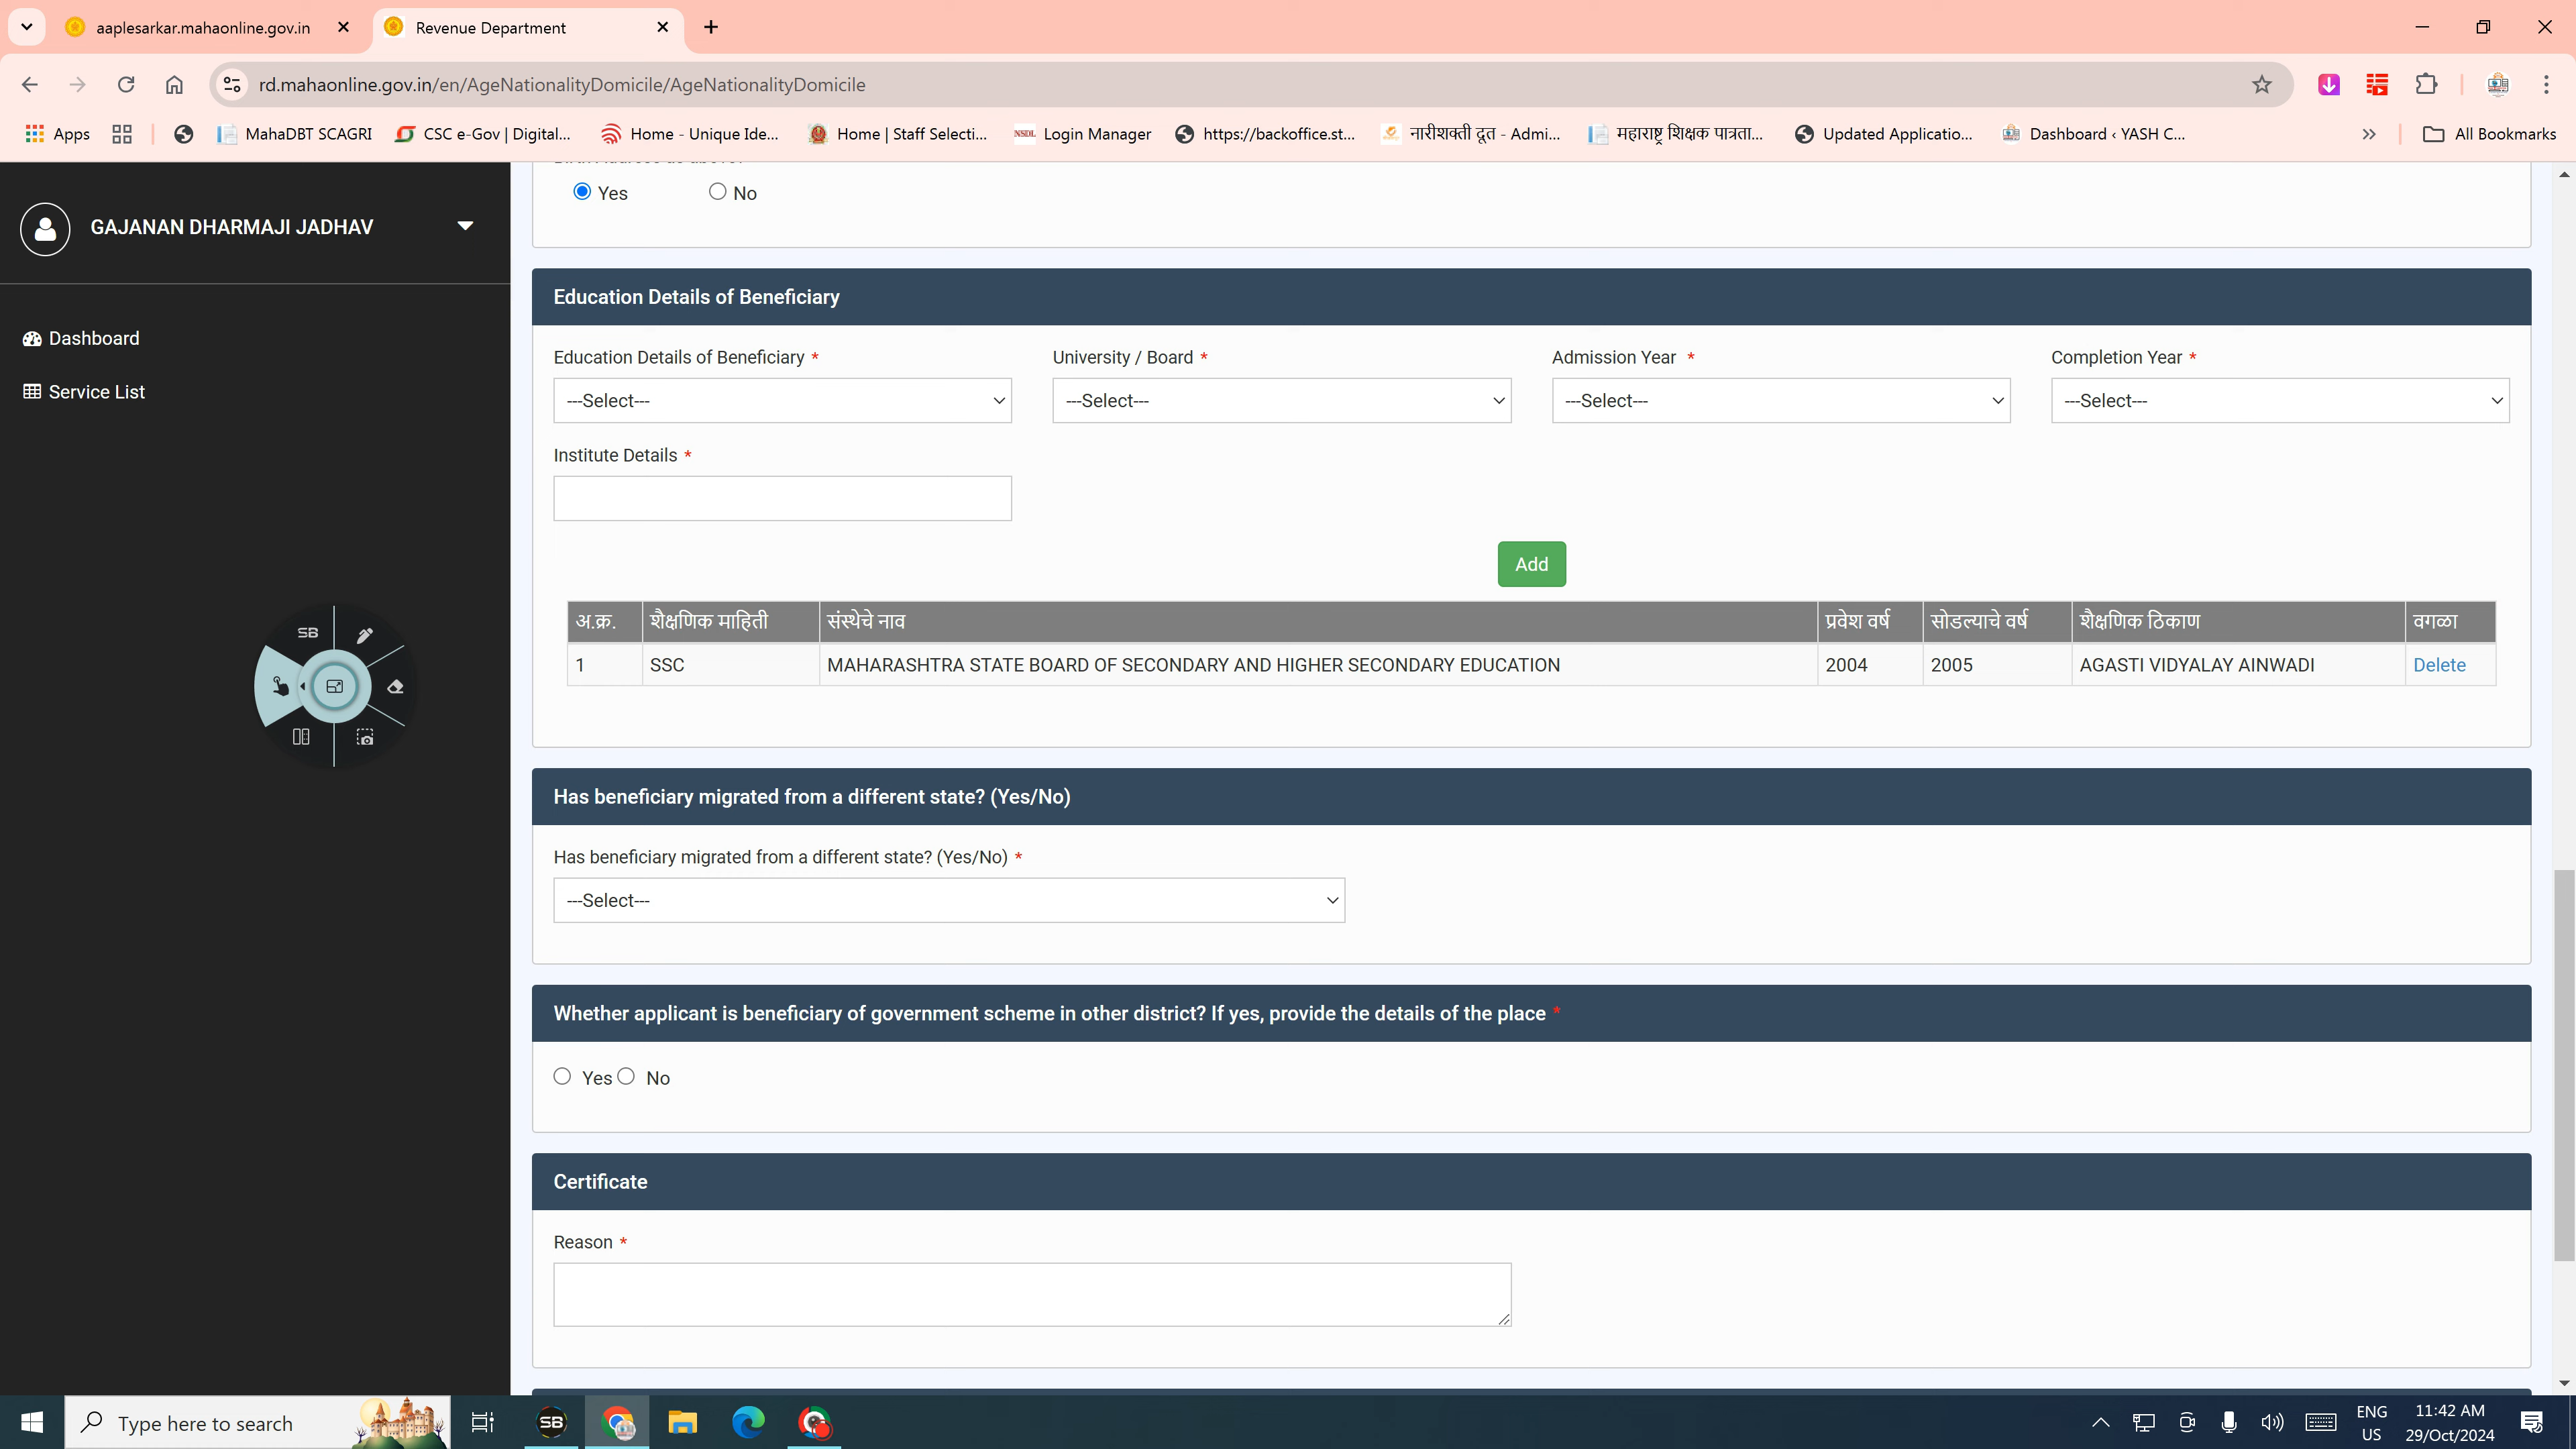 aaplesarkar.mahaonline.gov.in
Revenue Department
rd.mahaonline.gov.in/en/AgeNationalityDomicile/AgeNationalityDomicile
Apps
MahaDBT SCAGRI
CSC e-Gov | Digital...
Home - Unique Ide...
Home | Staff Selecti...
NSDL Login Manager
https://backoffice.st...
नारीशक्ती दूत - Admi...
महाराष्ट्र शिक्षक पात्रता...
Updated Applicatio...
Dashboard ‹ YASH C...
All Bookmarks
GAJANAN DHARMAJI JADHAV
Dashboard
Service List
SB
Yes No
Education Details of Beneficiary
Education Details of Beneficiary * University / Board * Admission Year * Completion Year *
---Select--- ---Select--- ---Select--- ---Select---
Institute Details *
Add
अ.क्र. शैक्षणिक माहिती संस्थेचे नाव प्रवेश वर्ष सोडल्याचे वर्ष शैक्षणिक ठिकाण वगळा
1 SSC MAHARASHTRA STATE BOARD OF SECONDARY AND HIGHER SECONDARY EDUCATION 2004 2005 AGASTI VIDYALAY AINWADI Delete
Has beneficiary migrated from a different state? (Yes/No)
Has beneficiary migrated from a different state? (Yes/No) *
---Select---
Whether applicant is beneficiary of government scheme in other district? If yes, provide the details of the place *
Yes No
Certificate
Reason *
Type here to search
SB
ENG
US
11:42 AM
29/Oct/2024